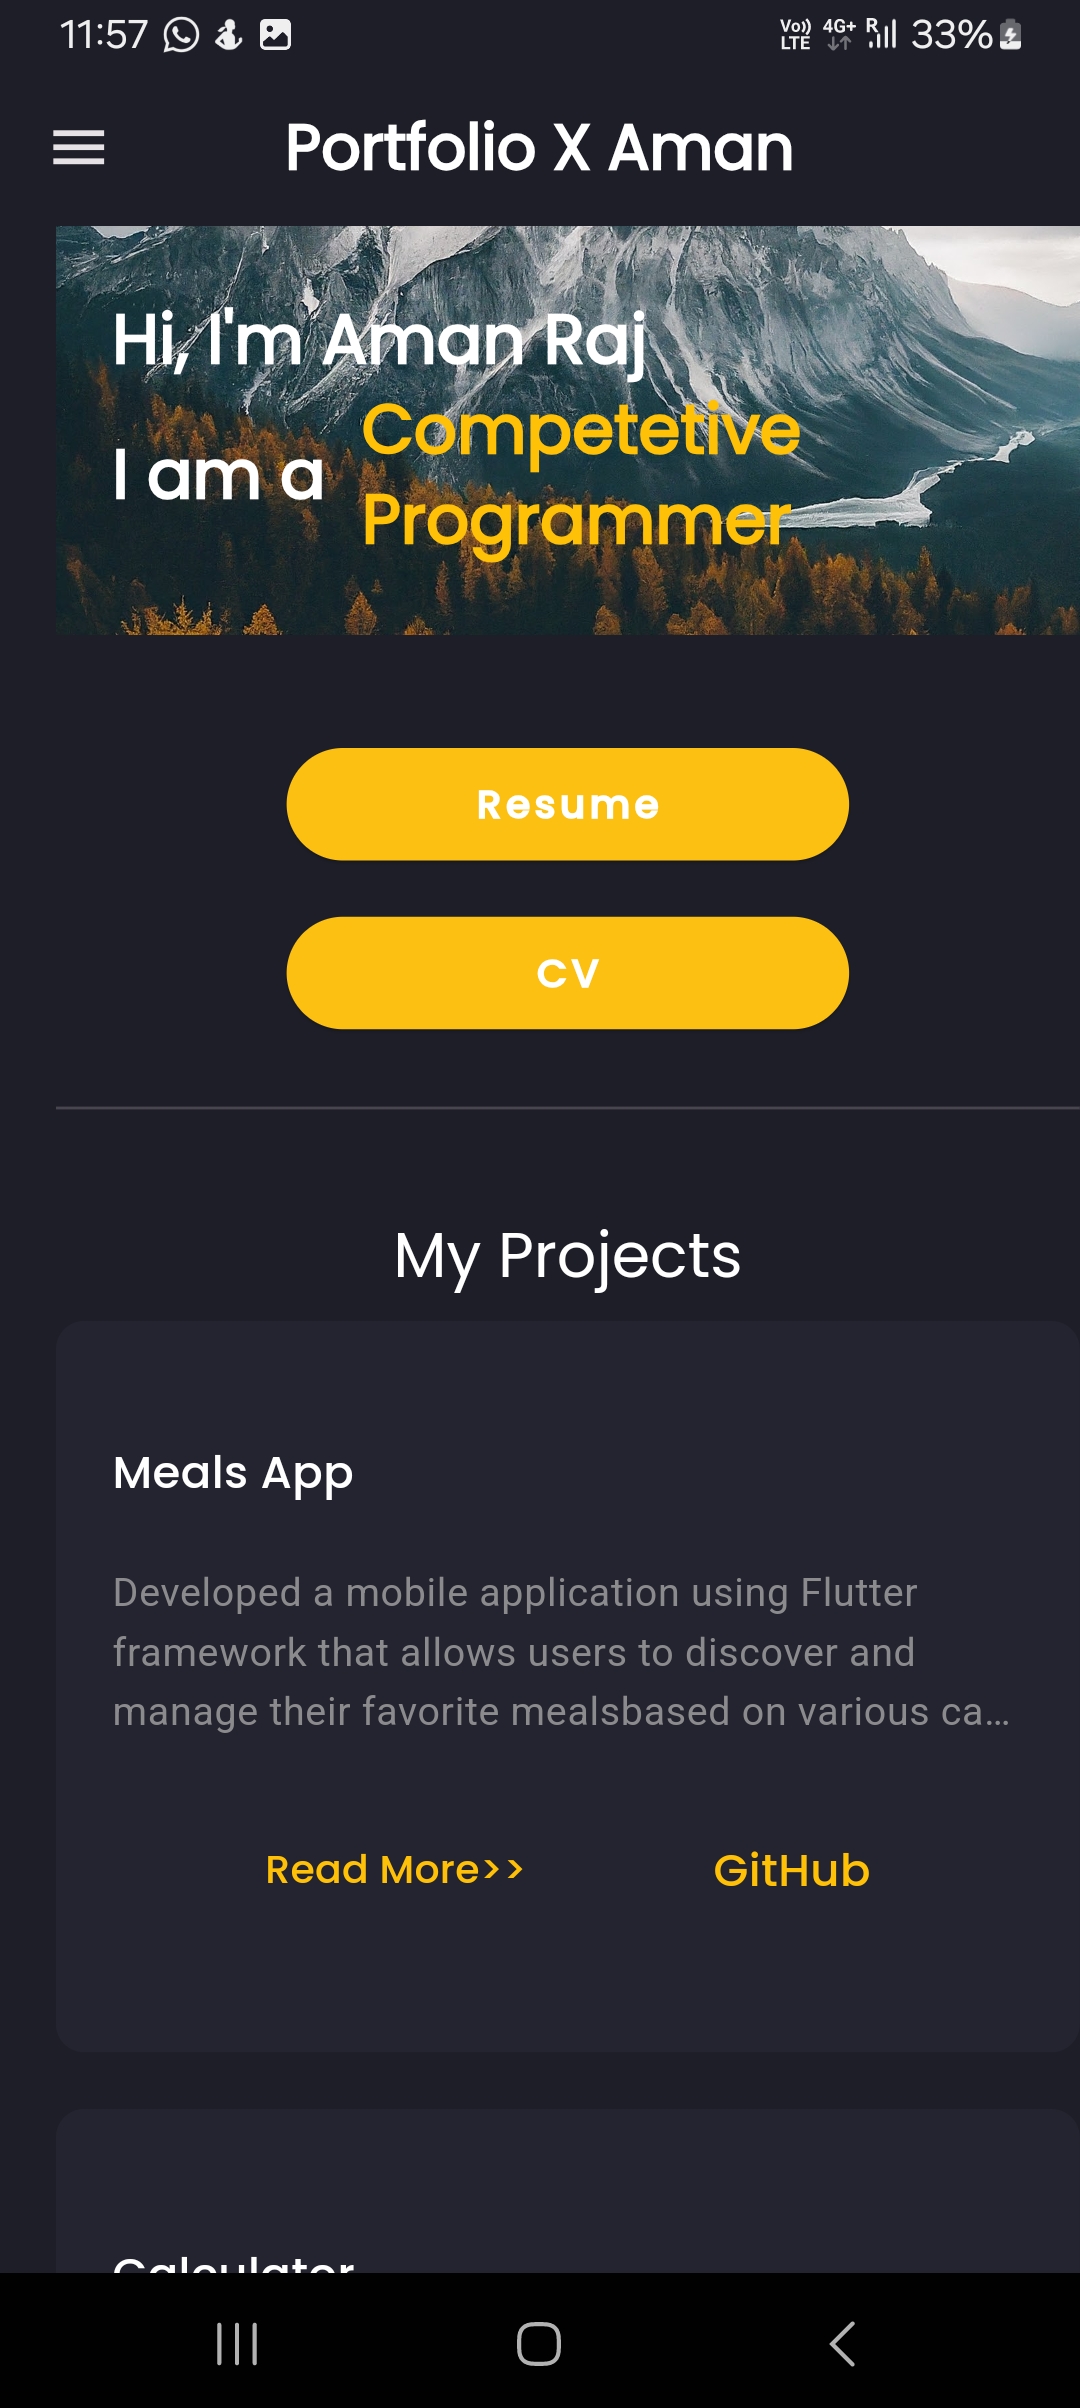 11:57 Vo)) LTE 4G+ R 33%
Portfolio X Aman
Hi, I'm Aman Raj
I am a Competetive
Programmer
Resume
CV
My Projects
Meals App
Developed a mobile application using Flutter
framework that allows users to discover and
manage their favorite mealsbased on various ca...
Read More>> GitHub
Calculator